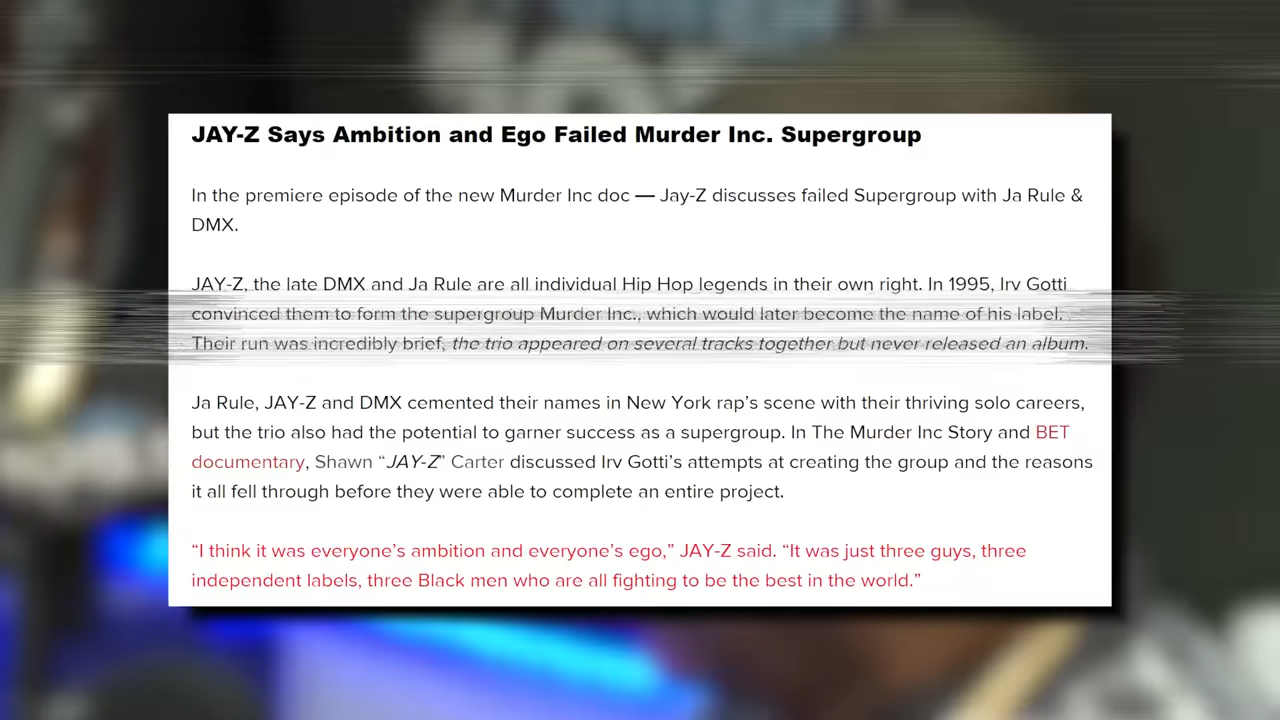 JAY-Z Says Ambition and Ego Failed Murder Inc. Supergroup
In the premiere episode of the new Murder Inc doc — Jay-Z discusses failed Supergroup with Ja Rule &
DMX.
JAY-Z, the late DMX and Ja Rule are all individual Hip Hop legends in their own right. In 1995, Irv Gotti
convinced them to form the supergroup Murder Inc., which would later become the name of his label.
Their run was incredibly brief, the trio appeared on several tracks together but never released an album.
Ja Rule, JAY-Z and DMX cemented their names in New York rap’s scene with their thriving solo careers,
but the trio also had the potential to garner success as a supergroup. In The Murder Inc Story and BET
documentary, Shawn “JAY-Z” Carter discussed Irv Gotti’s attempts at creating the group and the reasons
it all fell through before they were able to complete an entire project.
“I think it was everyone’s ambition and everyone’s ego,” JAY-Z said. “It was just three guys, three
independent labels, three Black men who are all fighting to be the best in the world.”